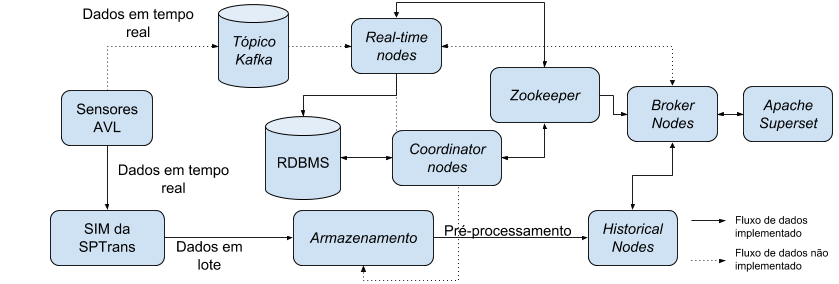 Dados em tempo
real
Tópico
Kafka
Real-time
nodes
Sensores
AVL
Zookeeper
Broker
Nodes
Apache
Superset
RDBMS
Coordinator
nodes
Dados em tempo
real
SIM da
SPTrans
Dados em
lote
Armazenamento
Pré-processamento
Historical
Nodes
Fluxo de dados
implementado
Fluxo de dados não
implementado